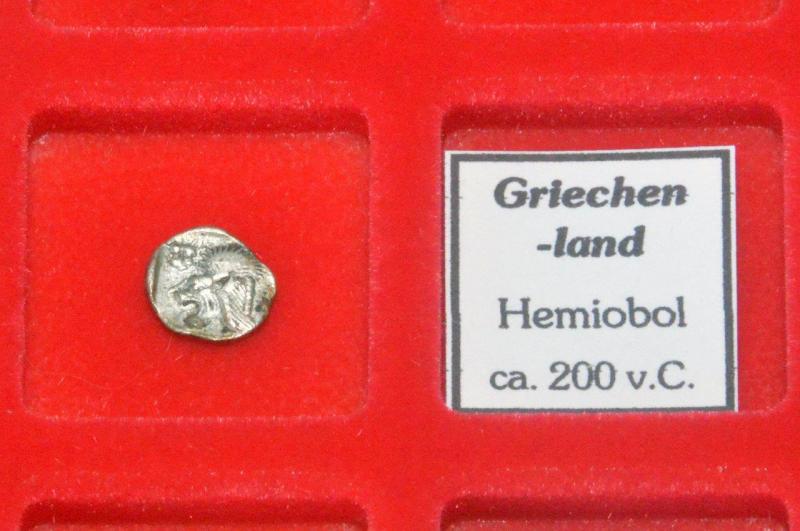 Griechen
-land
Hemiobol
ca. 200 v.C.